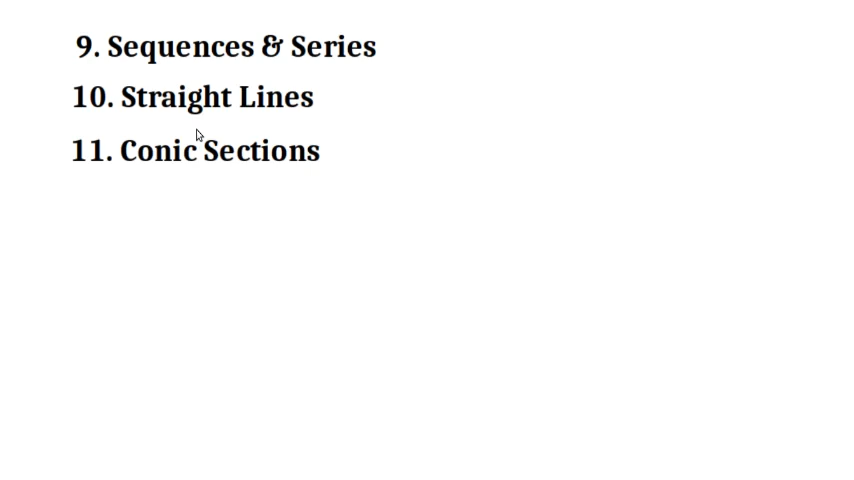 9. Sequences & Series
10. Straight Lines
11. Conic Sections